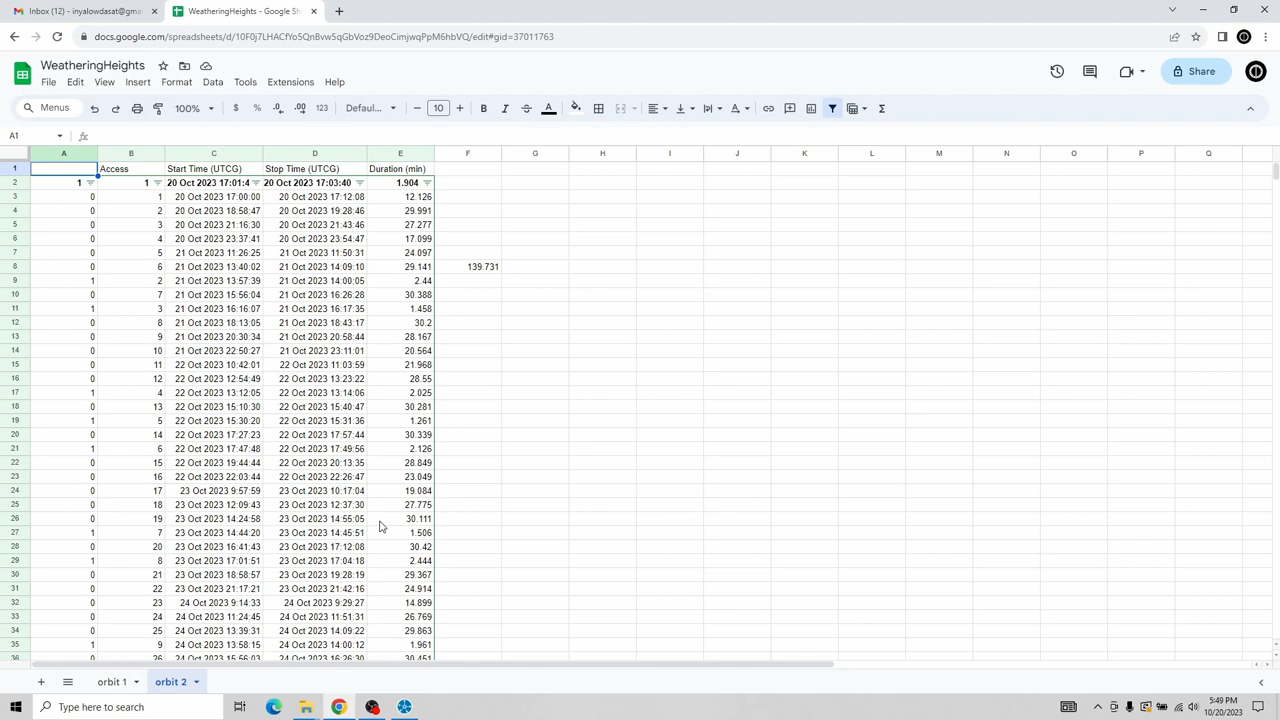 Inbox (12) - inyalowdasat@gma
WeatheringHeights - Google She
docs.google.com/spreadsheets/d/10F0j7LHACfYo5QnBvw5qGbVoz9DeoCimjwqPpM6hbVQ/edit#gid=37011763
WeatheringHeights
File Edit View Insert Format Data Tools Extensions Help
Share
Menus 100% $ % .0 .00 123 Defaul... 10 B I A
A1 fx
A B C D E F G H I J K L M N O P Q
1 Access Start Time (UTCG) Stop Time (UTCG) Duration (min)
2 1 1 20 Oct 2023 17:01:4 20 Oct 2023 17:03:40 1.904
3 0 1 20 Oct 2023 17:00:00 20 Oct 2023 17:12:08 12.126
4 0 2 20 Oct 2023 18:58:47 20 Oct 2023 19:28:46 29.991
5 0 3 20 Oct 2023 21:16:30 20 Oct 2023 21:43:46 27.277
6 0 4 20 Oct 2023 23:37:41 20 Oct 2023 23:54:47 17.099
7 0 5 21 Oct 2023 11:26:25 21 Oct 2023 11:50:31 24.097
8 0 6 21 Oct 2023 13:40:02 21 Oct 2023 14:09:10 29.141 139.731
9 1 2 21 Oct 2023 13:57:39 21 Oct 2023 14:00:05 2.44
10 0 7 21 Oct 2023 15:56:04 21 Oct 2023 16:26:28 30.388
11 1 3 21 Oct 2023 16:16:07 21 Oct 2023 16:17:35 1.458
12 0 8 21 Oct 2023 18:13:05 21 Oct 2023 18:43:17 30.2
13 0 9 21 Oct 2023 20:30:34 21 Oct 2023 20:58:44 28.167
14 0 10 21 Oct 2023 22:50:27 21 Oct 2023 23:11:01 20.564
15 0 11 22 Oct 2023 10:42:01 22 Oct 2023 11:03:59 21.968
16 0 12 22 Oct 2023 12:54:49 22 Oct 2023 13:23:22 28.55
17 1 4 22 Oct 2023 13:12:05 22 Oct 2023 13:14:06 2.025
18 0 13 22 Oct 2023 15:10:30 22 Oct 2023 15:40:47 30.281
19 1 5 22 Oct 2023 15:30:20 22 Oct 2023 15:31:36 1.261
20 0 14 22 Oct 2023 17:27:23 22 Oct 2023 17:57:44 30.339
21 1 6 22 Oct 2023 17:47:48 22 Oct 2023 17:49:56 2.126
22 0 15 22 Oct 2023 19:44:44 22 Oct 2023 20:13:35 28.849
23 0 16 22 Oct 2023 22:03:44 22 Oct 2023 22:26:47 23.049
24 0 17 23 Oct 2023 9:57:59 23 Oct 2023 10:17:04 19.084
25 0 18 23 Oct 2023 12:09:43 23 Oct 2023 12:37:30 27.775
26 0 19 23 Oct 2023 14:24:58 23 Oct 2023 14:55:05 30.111
27 1 7 23 Oct 2023 14:44:20 23 Oct 2023 14:45:51 1.506
28 0 20 23 Oct 2023 16:41:43 23 Oct 2023 17:12:08 30.42
29 1 8 23 Oct 2023 17:01:51 23 Oct 2023 17:04:18 2.444
30 0 21 23 Oct 2023 18:58:57 23 Oct 2023 19:28:19 29.367
31 0 22 23 Oct 2023 21:17:21 23 Oct 2023 21:42:16 24.914
32 0 23 24 Oct 2023 9:14:33 24 Oct 2023 9:29:27 14.899
33 0 24 24 Oct 2023 11:24:45 24 Oct 2023 11:51:31 26.769
34 0 25 24 Oct 2023 13:39:31 24 Oct 2023 14:09:22 29.863
35 1 9 24 Oct 2023 13:58:15 24 Oct 2023 14:00:12 1.961
36 0 26 24 Oct 2023 15:56:03 24 Oct 2023 16:26:30 30.451
orbit 1 orbit 2
Type here to search
5:49 PM
10/20/2023